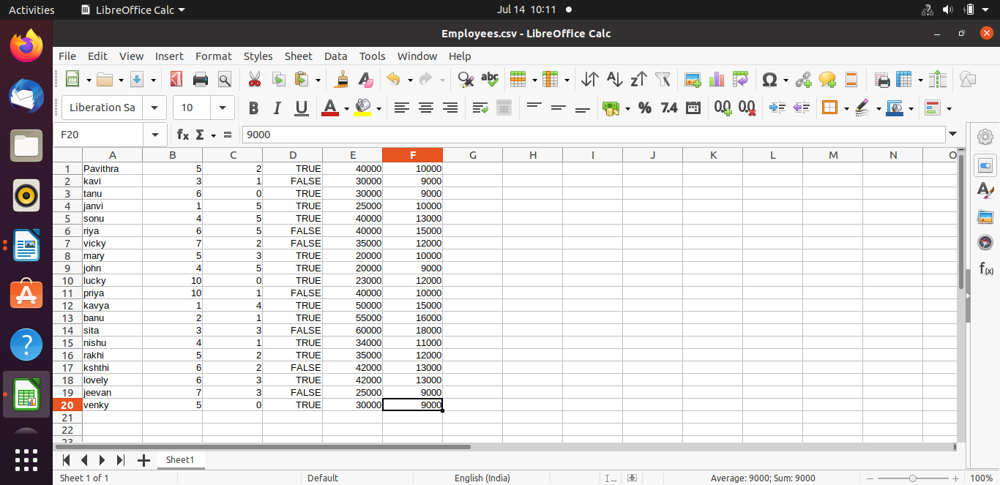 Activities LibreOffice Calc Jul 14 10:11
Employees.csv - LibreOffice Calc
File Edit View Insert Format Styles Sheet Data Tools Window Help
Liberation Sa 10
F20 9000
A B C D E F G H I J K L M N O
1 Pavithra 5 2 TRUE 40000 10000
2 kavi 3 1 FALSE 30000 9000
3 tanu 6 0 TRUE 30000 9000
4 janvi 1 5 TRUE 25000 10000
5 sonu 4 5 TRUE 40000 13000
6 riya 6 5 FALSE 40000 15000
7 vicky 7 2 FALSE 35000 12000
8 mary 5 3 TRUE 20000 10000
9 john 4 5 TRUE 20000 9000
10 lucky 10 0 TRUE 23000 12000
11 priya 10 1 FALSE 40000 10000
12 kavya 1 4 TRUE 50000 15000
13 banu 2 1 TRUE 55000 16000
14 sita 3 3 FALSE 60000 18000
15 nishu 4 1 TRUE 34000 11000
16 rakhi 5 2 TRUE 35000 12000
17 kshthi 6 2 FALSE 42000 13000
18 lovely 6 3 TRUE 42000 13000
19 jeevan 7 3 FALSE 25000 9000
20 venky 5 0 TRUE 30000 9000
21
22
23
Sheet1
Sheet 1 of 1 Default English (India) Average: 9000; Sum: 9000 100%